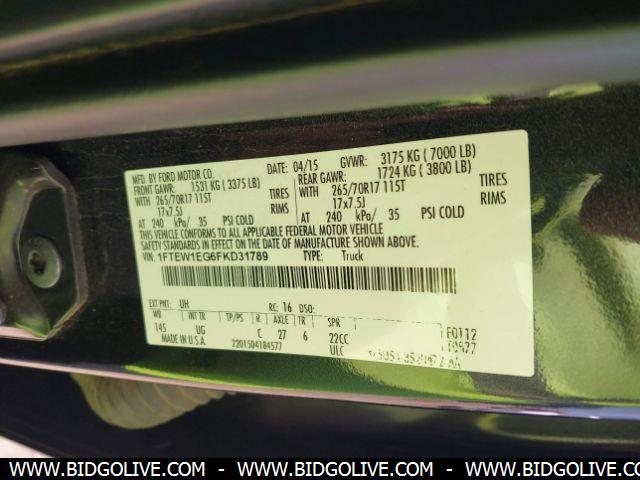 MFD. BY FORD MOTOR CO.
DATE: 04/15 GVWR: 3175 KG ( 7000 LB)
FRONT GAWR: 1531 KG ( 3375 LB) REAR GAWR: 1724 KG ( 3800 LB)
WITH 265/70R17 115T TIRES WITH 265/70R17 115T TIRES
17x7.5J RIMS 17x7.5J RIMS
AT 240 kPa/ 35 PSI COLD AT 240 kPa/ 35 PSI COLD
THIS VEHICLE CONFORMS TO ALL APPLICABLE FEDERAL MOTOR VEHICLE
SAFETY STANDARDS IN EFFECT ON THE DATE OF MANUFACTURE SHOWN ABOVE.
VIN: 1FTEW1EG6FKD31789 TYPE: Truck
EXT PNT: UH RC: 16 DSO:
WB INT TR TP/PS R AXLE TR SPR
145 UG C 27 6 22CC F0112
MADE IN U.S.A. 2201504184577 ULC
WWW.BIDGOLIVE.COM - WWW.BIDGOLIVE.COM - WWW.BIDGOLIVE.COM